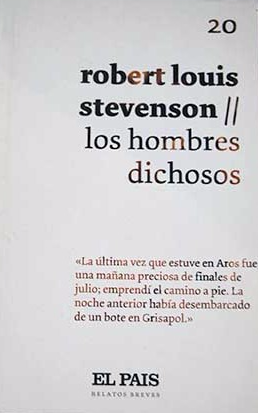 20
robert louis
stevenson //
los hombres
dichosos
«La última vez que estuve en Aros fue
una mañana preciosa de finales de
julio; emprendí el camino a pie. La
noche anterior había desembarcado
de un bote en Grisapol.»
EL PAIS
RELATOS BREVES